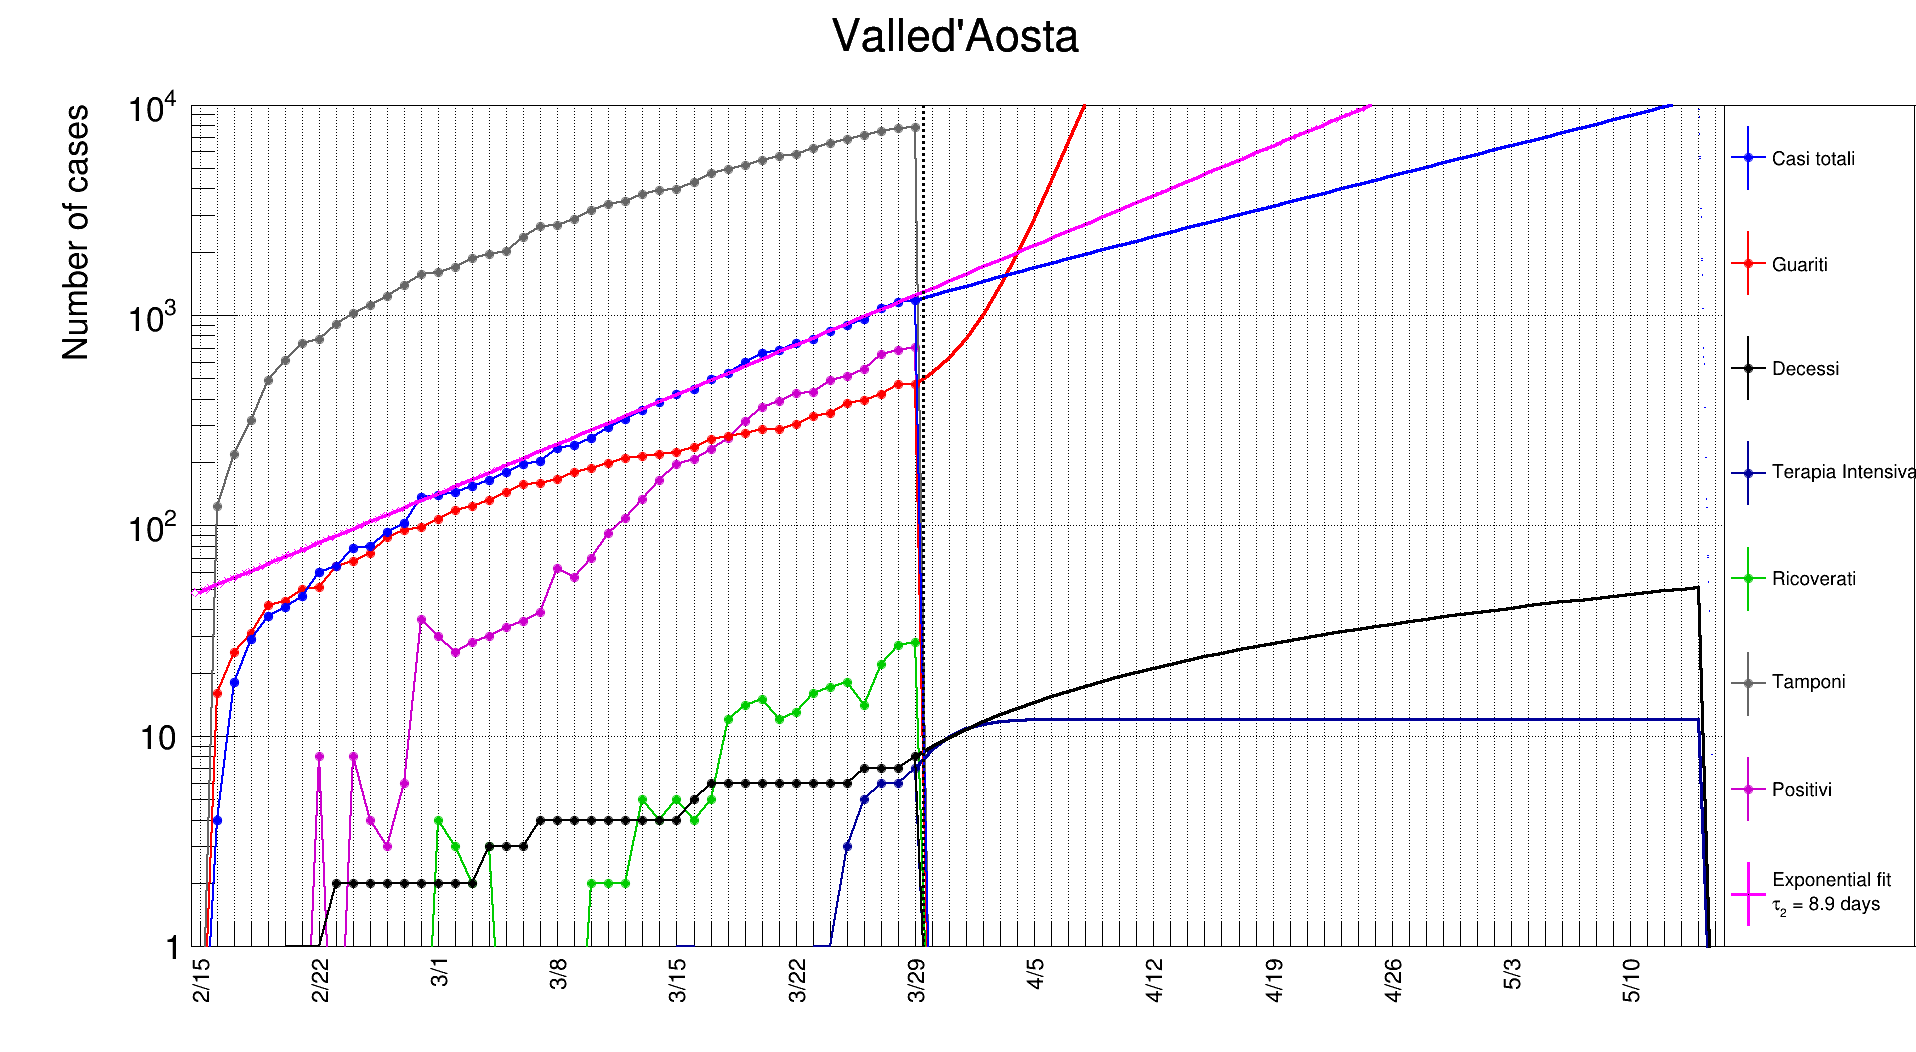 Valled'Aosta
Number of cases
10^4
10^3
10^2
10
1
2/15
2/22
3/1
3/8
3/15
3/22
3/29
4/5
4/12
4/19
4/26
5/3
5/10
Casi totali
Guariti
Decessi
Terapia Intensiva
Ricoverati
Tamponi
Positivi
Exponential fit
τ₂ = 8.9 days